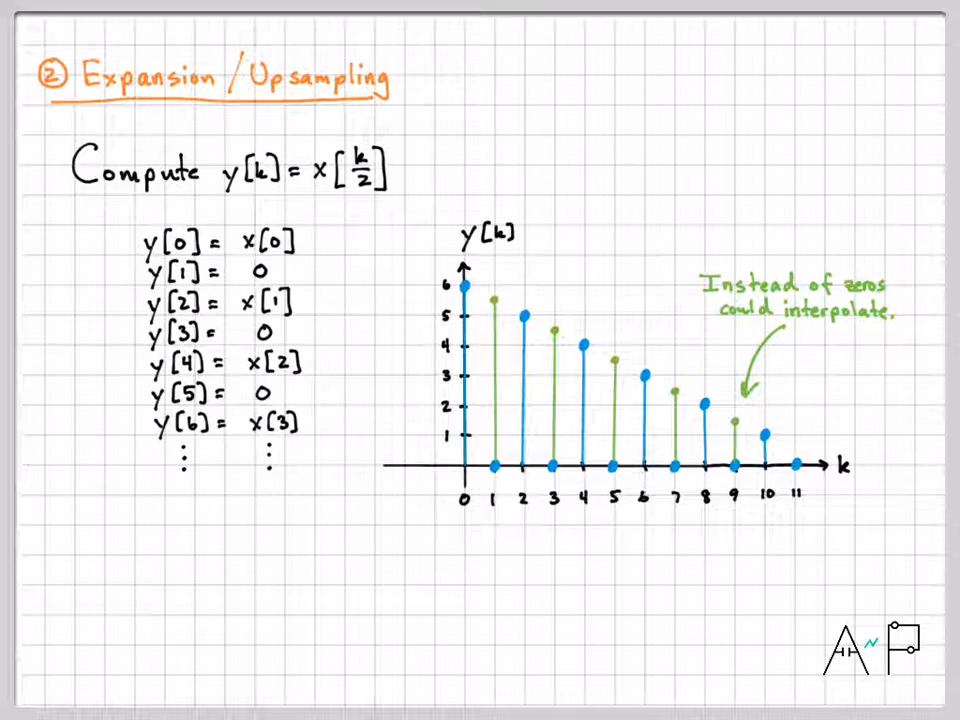 ② Expansion / Upsampling
Compute y[k] = x[k/2]
y[0] = x[0]
y[1] = 0
y[2] = x[1]
y[3] = 0
y[4] = x[2]
y[5] = 0
y[6] = x[3]
⋮ ⋮
y[k]
Instead of zeros
could interpolate.
6
5
4
3
2
1
k
0 1 2 3 4 5 6 7 8 9 10 11
A~P